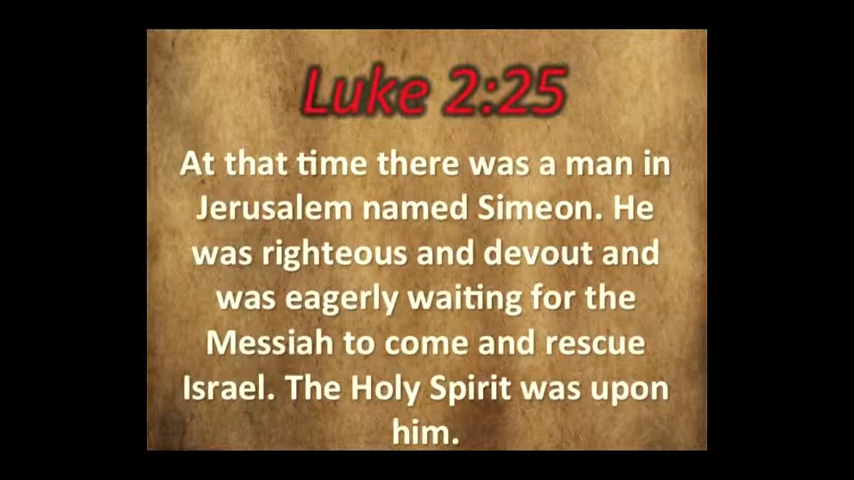 Luke 2:25
At that time there was a man in
Jerusalem named Simeon. He
was righteous and devout and
was eagerly waiting for the
Messiah to come and rescue
Israel. The Holy Spirit was upon
him.